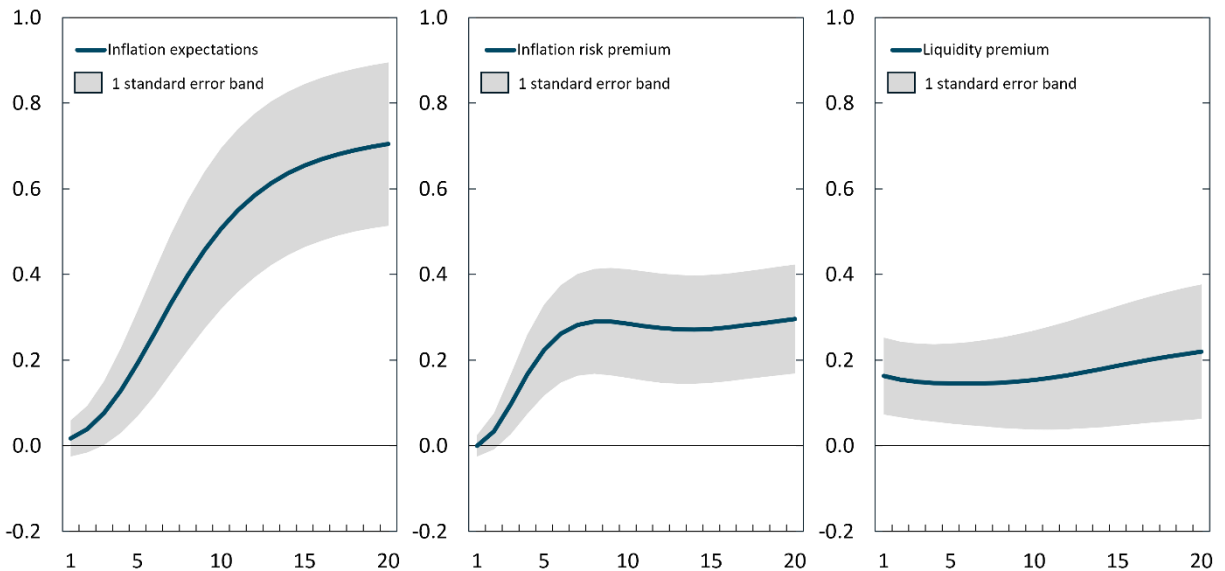 1.0
Inflation expectations
1 standard error band
0.8
0.6
0.4
0.2
0.0
-0.2
1 5 10 15 20
1.0
Inflation risk premium
1 standard error band
0.8
0.6
0.4
0.2
0.0
-0.2
1 5 10 15 20
1.0
Liquidity premium
1 standard error band
0.8
0.6
0.4
0.2
0.0
-0.2
1 5 10 15 20